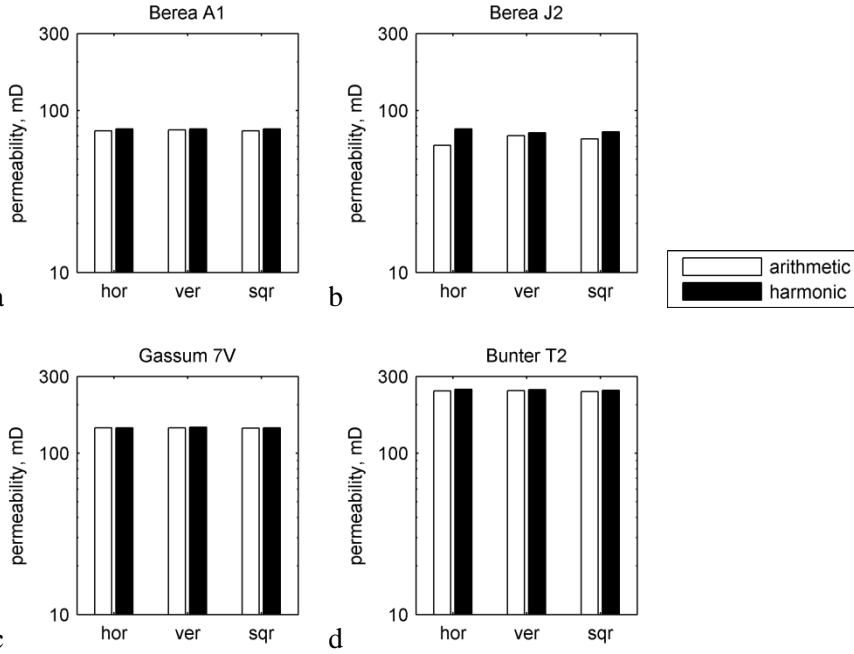 Berea A1
300
100
10
permeability, mD
hor ver sqr
a
Berea J2
300
100
10
permeability, mD
hor ver sqr
b
arithmetic
harmonic
Gassum 7V
300
100
10
permeability, mD
hor ver sqr
c
Bunter T2
300
100
10
permeability, mD
hor ver sqr
d